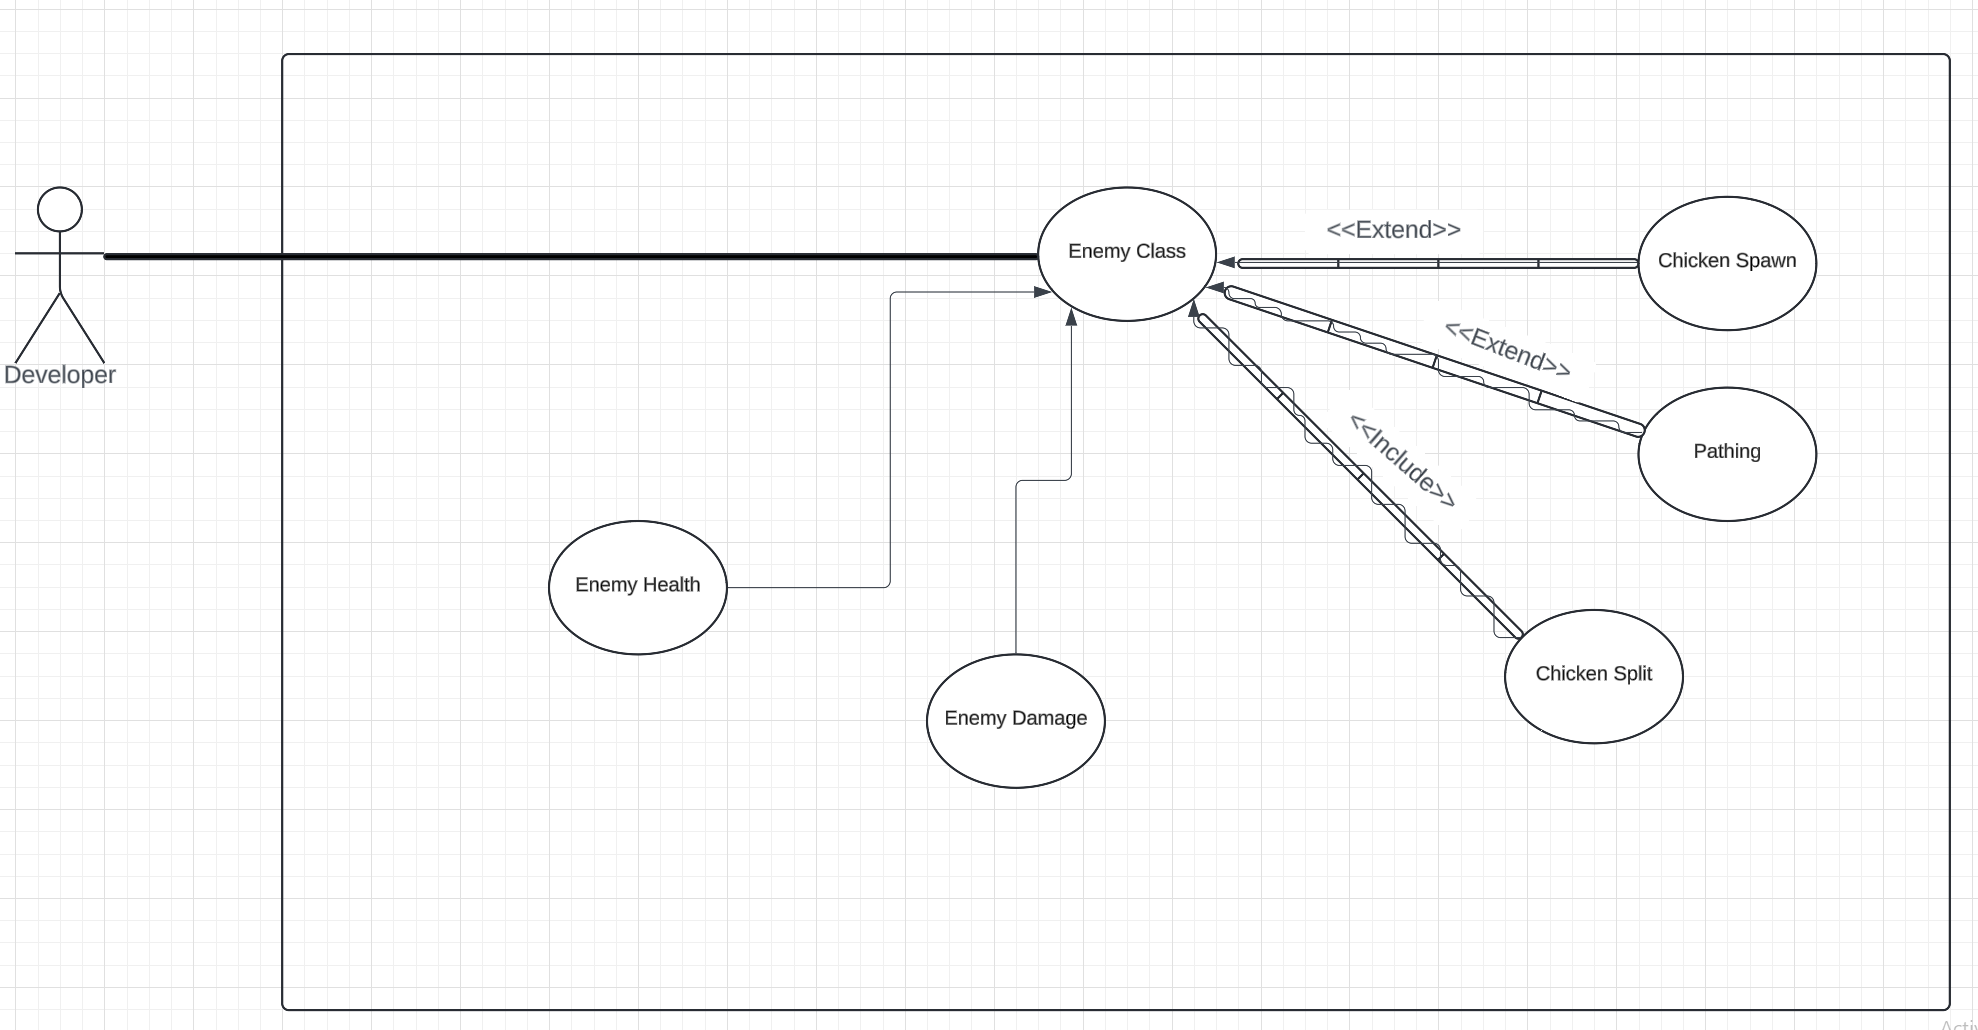 <<Extend>>
Enemy Class
Chicken Spawn
<<Extend>>
Developer
<<Include>>
Pathing
Enemy Health
Chicken Split
Enemy Damage